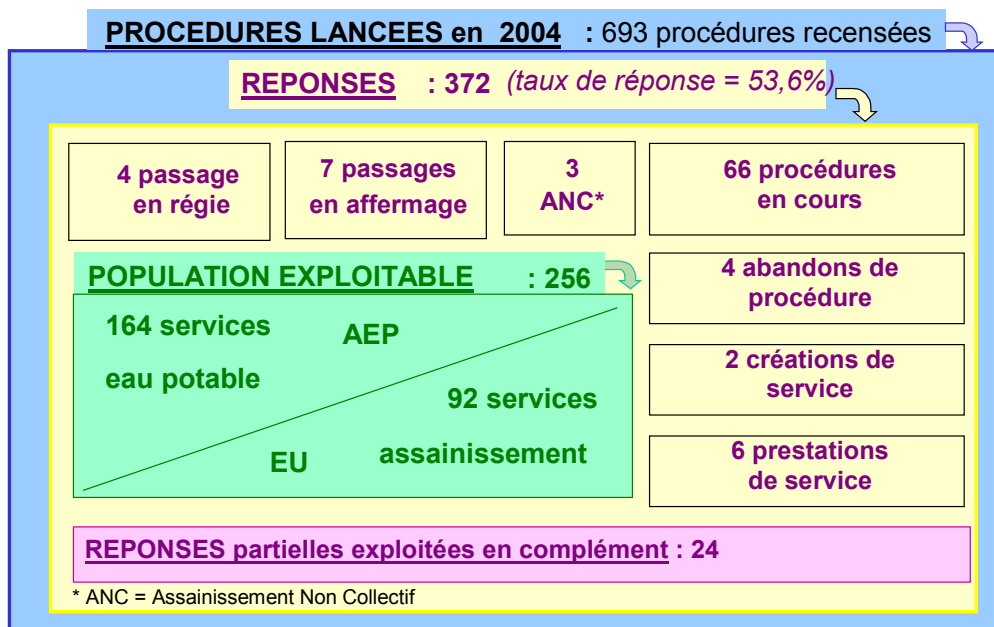 PROCEDURES LANCEES en 2004 : 693 procédures recensées
REPONSES : 372 (taux de réponse = 53,6%)
4 passage
en régie
7 passages
en affermage
3
ANC*
66 procédures
en cours
POPULATION EXPLOITABLE : 256
164 services
eau potable
AEP
92 services
assainissement
EU
4 abandons de
procédure
2 créations de
service
6 prestations
de service
REPONSES partielles exploitées en complément : 24
* ANC = Assainissement Non Collectif